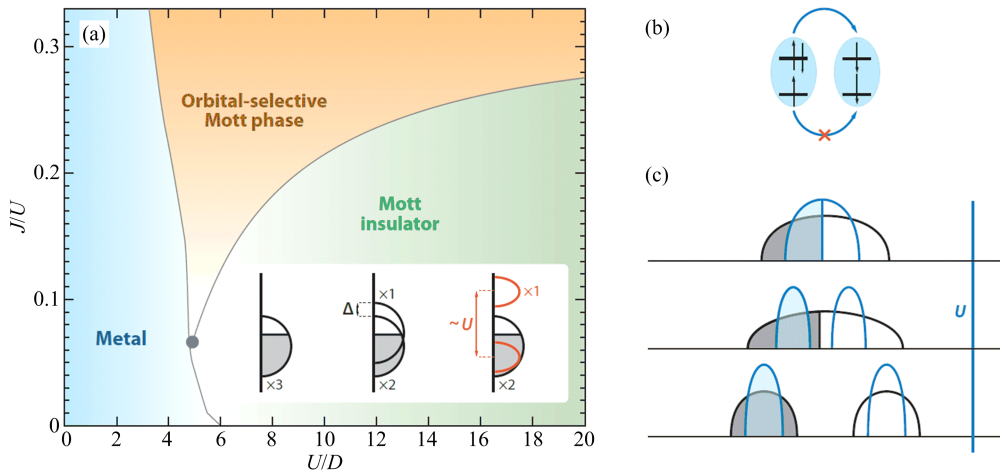 (a)
0.3
0.2
0.1
0
J/U
Orbital-selective
Mott phase
Mott
insulator
Metal
×3
Δ
×1
×2
~ U
×1
×2
0 2 4 6 8 10 12 14 16 18 20
U/D
(b)
(c)
U